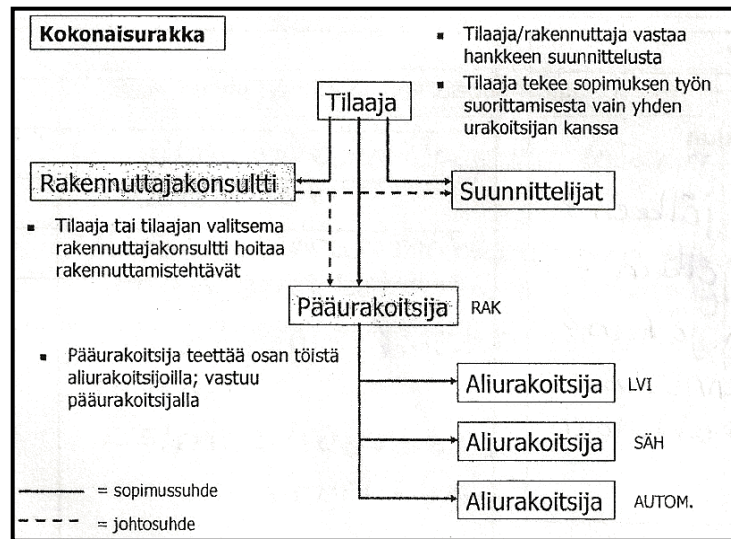 Kokonaisurakka
▪ Tilaaja/rakennuttaja vastaa
hankkeen suunnittelusta
▪ Tilaaja tekee sopimuksen työn
suorittamisesta vain yhden
urakoitsijan kanssa
Tilaaja
Rakennuttajakonsultti
Suunnittelijat
▪ Tilaaja tai tilaajan valitsema
rakennuttajakonsultti hoitaa
rakennuttamistehtävät
Pääurakoitsija RAK
▪ Pääurakoitsija teettää osan töistä
aliurakoitsijoilla; vastuu
pääurakoitsijalla
Aliurakoitsija LVI
Aliurakoitsija SÄH
Aliurakoitsija AUTOM.
= sopimussuhde
= johtosuhde